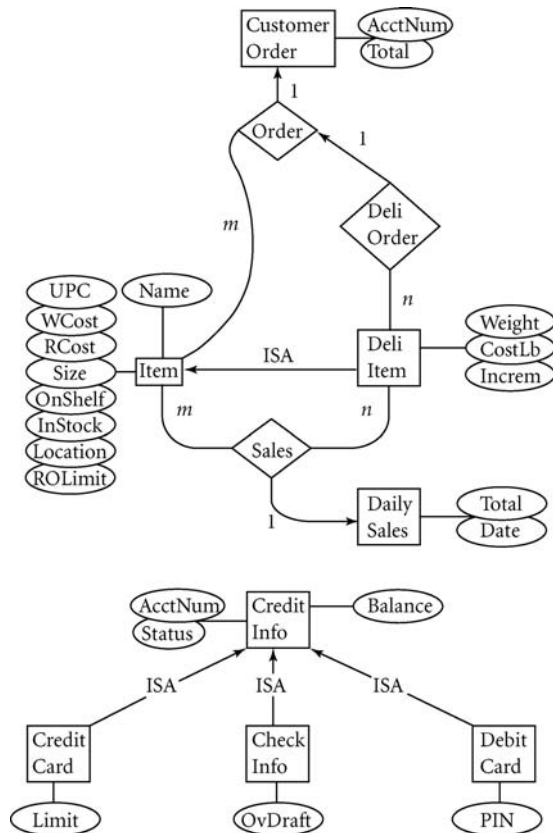 Customer
Order
AcctNum
Total
1
Order
1
m
Deli
Order
n
UPC
WCost
RCost
Size
OnShelf
InStock
Location
ROLimit
Name
Item
ISA
Deli
Item
Weight
CostLb
Increm
m
n
Sales
1
Daily
Sales
Total
Date
AcctNum
Status
Credit
Info
Balance
ISA
ISA
ISA
Credit
Card
Check
Info
Debit
Card
Limit
OvDraft
PIN